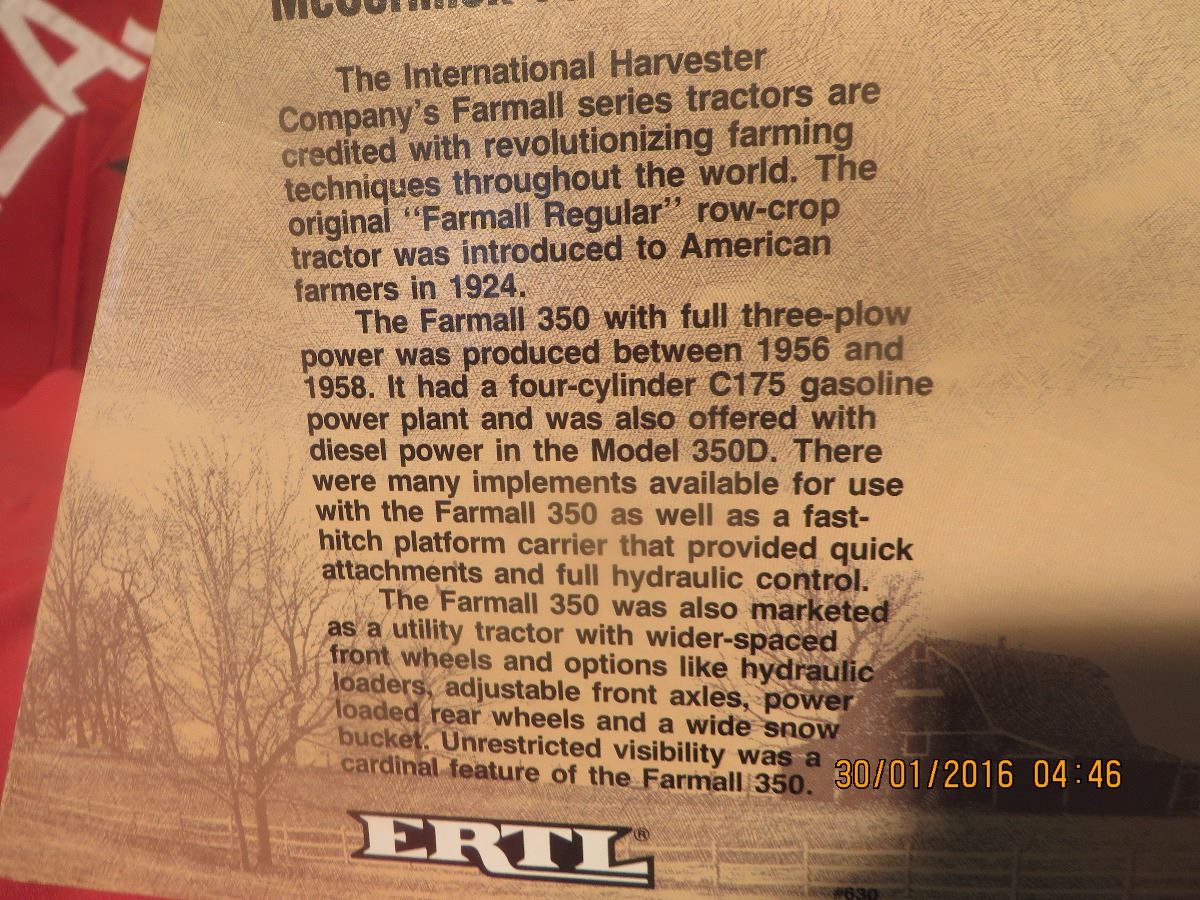 The International Harvester
Company's Farmall series tractors are
credited with revolutionizing farming
techniques throughout the world. The
original "Farmall Regular" row-crop
tractor was introduced to American
farmers in 1924.
The Farmall 350 with full three-plow
power was produced between 1956 and
1958. It had a four-cylinder C175 gasoline
power plant and was also offered with
diesel power in the Model 350D. There
were many implements available for use
with the Farmall 350 as well as a fast-
hitch platform carrier that provided quick
attachments and full hydraulic control.
The Farmall 350 was also marketed
as a utility tractor with wider-spaced
front wheels and options like hydraulic
loaders, adjustable front axles, power
loaded rear wheels and a wide snow
bucket. Unrestricted visibility was a
cardinal feature of the Farmall 350.
30/01/2016 04:46
ERTL®
#630